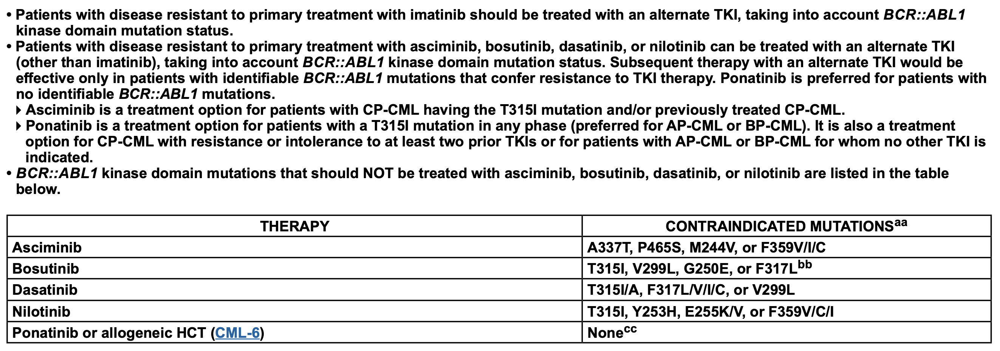 • Patients with disease resistant to primary treatment with imatinib should be treated with an alternate TKI, taking into account BCR::ABL1
kinase domain mutation status.
• Patients with disease resistant to primary treatment with asciminib, bosutinib, dasatinib, or nilotinib can be treated with an alternate TKI
(other than imatinib), taking into account BCR::ABL1 kinase domain mutation status. Subsequent therapy with an alternate TKI would be
effective only in patients with identifiable BCR::ABL1 mutations that confer resistance to TKI therapy. Ponatinib is preferred for patients with
no identifiable BCR::ABL1 mutations.
▸ Asciminib is a treatment option for patients with CP-CML having the T315I mutation and/or previously treated CP-CML.
▸ Ponatinib is a treatment option for patients with a T315I mutation in any phase (preferred for AP-CML or BP-CML). It is also a treatment
option for CP-CML with resistance or intolerance to at least two prior TKIs or for patients with AP-CML or BP-CML for whom no other TKI is
indicated.
• BCR::ABL1 kinase domain mutations that should NOT be treated with asciminib, bosutinib, dasatinib, or nilotinib are listed in the table
below.
THERAPY CONTRAINDICATED MUTATIONSaa
Asciminib A337T, P465S, M244V, or F359V/I/C
Bosutinib T315I, V299L, G250E, or F317Lbb
Dasatinib T315I/A, F317L/V/I/C, or V299L
Nilotinib T315I, Y253H, E255K/V, or F359V/C/I
Ponatinib or allogeneic HCT (CML-6) Nonecc